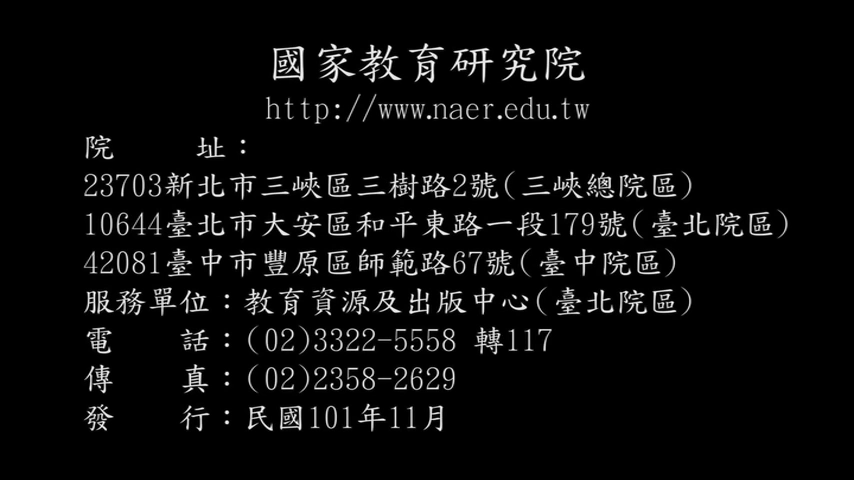 國家教育研究院
http://www.naer.edu.tw
院 址：
23703新北市三峽區三樹路2號(三峽總院區)
10644臺北市大安區和平東路一段179號(臺北院區)
42081臺中市豐原區師範路67號(臺中院區)
服務單位：教育資源及出版中心(臺北院區)
電 話：(02)3322-5558 轉117
傳 真：(02)2358-2629
發 行：民國101年11月